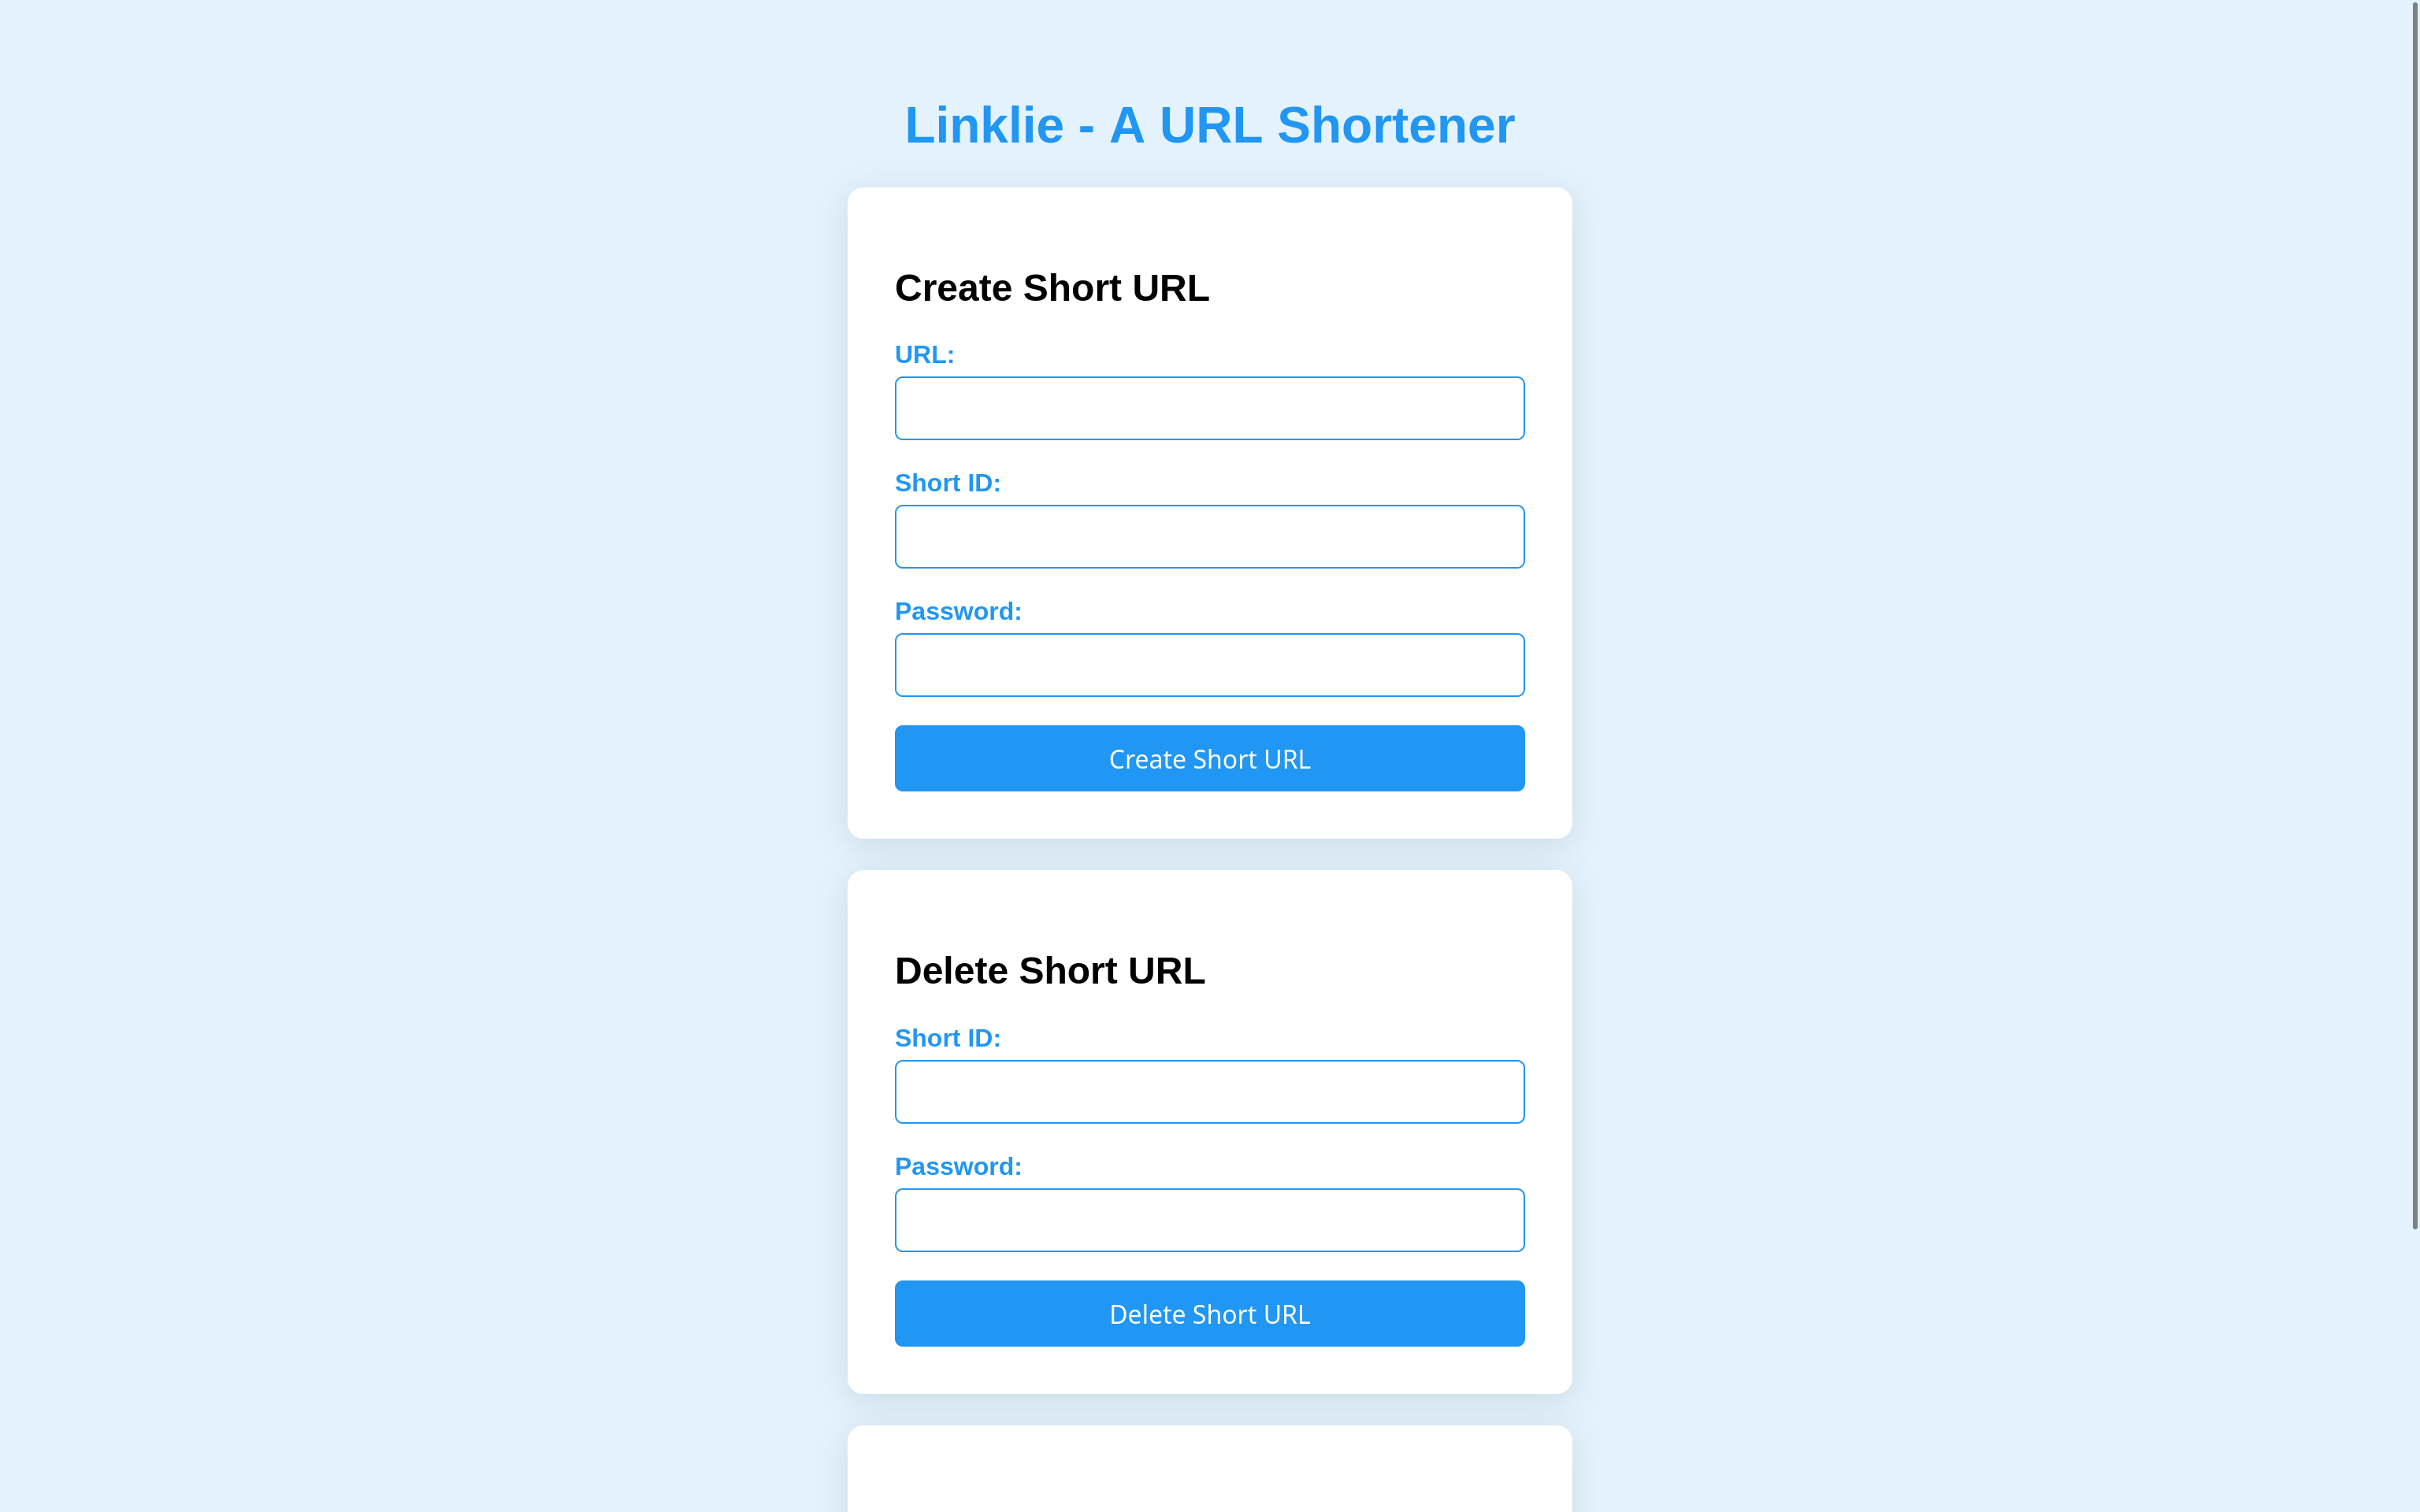 Linklie - A URL Shortener
Create Short URL
URL:
Short ID:
Password:
Create Short URL
Delete Short URL
Short ID:
Password:
Delete Short URL